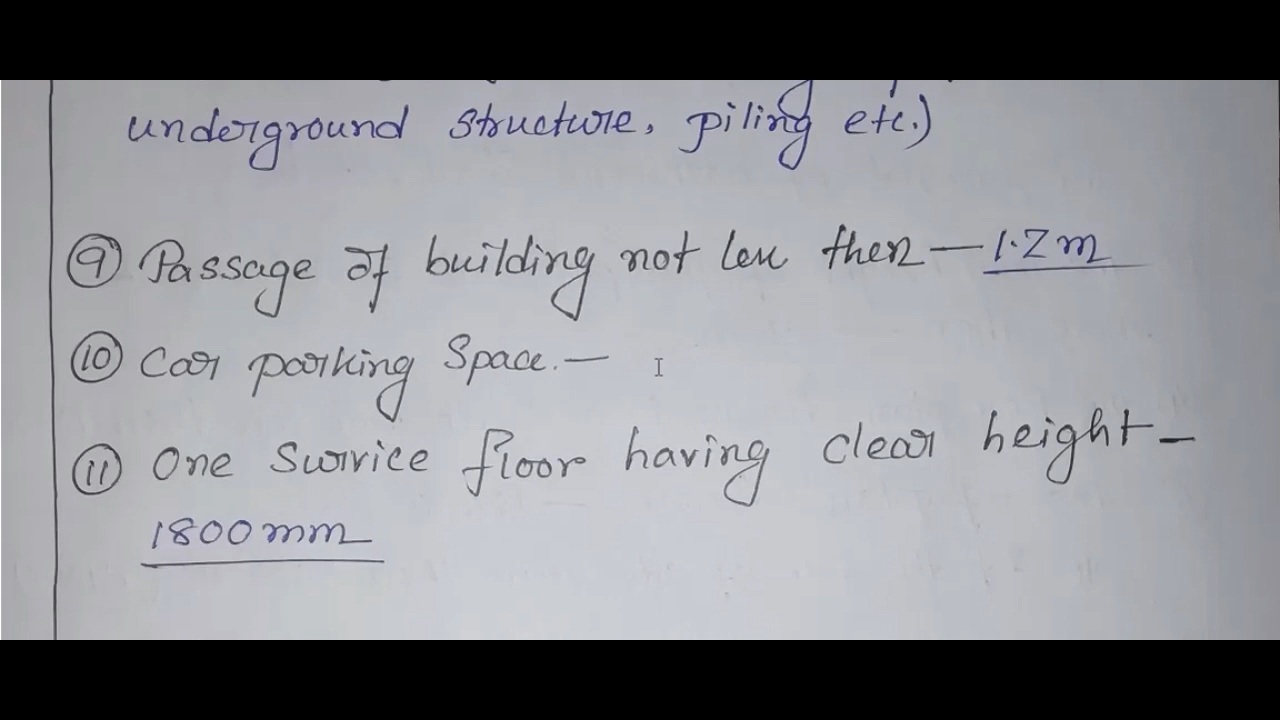 underground structure, piling etc.)
⑨ Passage of building not less then — 1.2m
⑩ Car parking Space. —
⑪ One Survice floor having clear height -
1800mm